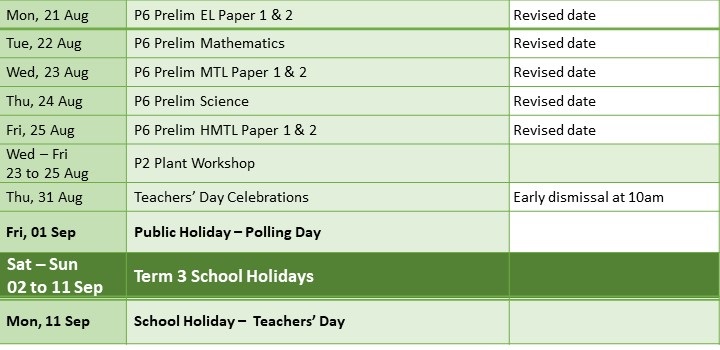 Mon, 21 Aug P6 Prelim EL Paper 1 & 2 Revised date
Tue, 22 Aug P6 Prelim Mathematics Revised date
Wed, 23 Aug P6 Prelim MTL Paper 1 & 2 Revised date
Thu, 24 Aug P6 Prelim Science Revised date
Fri, 25 Aug P6 Prelim HMTL Paper 1 & 2 Revised date
Wed – Fri
23 to 25 Aug P2 Plant Workshop
Thu, 31 Aug Teachers’ Day Celebrations Early dismissal at 10am
Fri, 01 Sep Public Holiday – Polling Day
Sat – Sun
02 to 11 Sep Term 3 School Holidays
Mon, 11 Sep School Holiday – Teachers’ Day